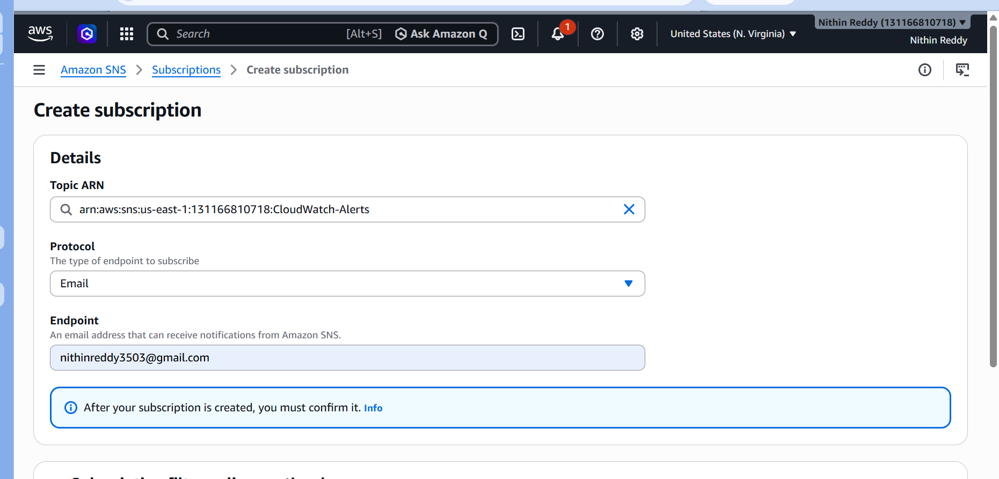 Nithin Reddy (131166810718)
aws
Search [Alt+S] Ask Amazon Q
1
United States (N. Virginia)
Nithin Reddy
Amazon SNS > Subscriptions > Create subscription
Create subscription
Details
Topic ARN
arn:aws:sns:us-east-1:131166810718:CloudWatch-Alerts
Protocol
The type of endpoint to subscribe
Email
Endpoint
An email address that can receive notifications from Amazon SNS.
nithinreddy3503@gmail.com
After your subscription is created, you must confirm it. Info